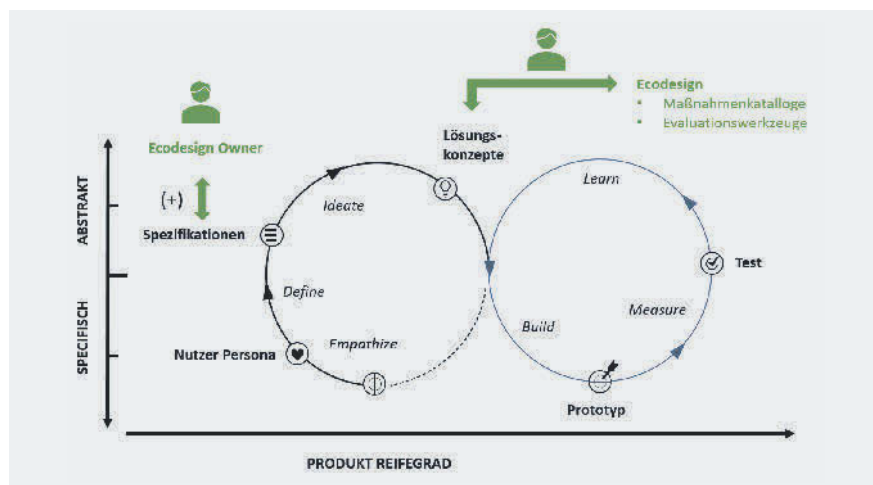 Ecodesign
• Maßnahmenkataloge
• Evaluationswerkzeuge
Ecodesign Owner
Lösungs-
konzepte
(+)
Ideate
Learn
ABSTRAKT
Spezifikationen
Test
Define
SPECIFISCH
Build
Measure
Nutzer Persona
Empathize
Prototyp
PRODUKT REIFEGRAD